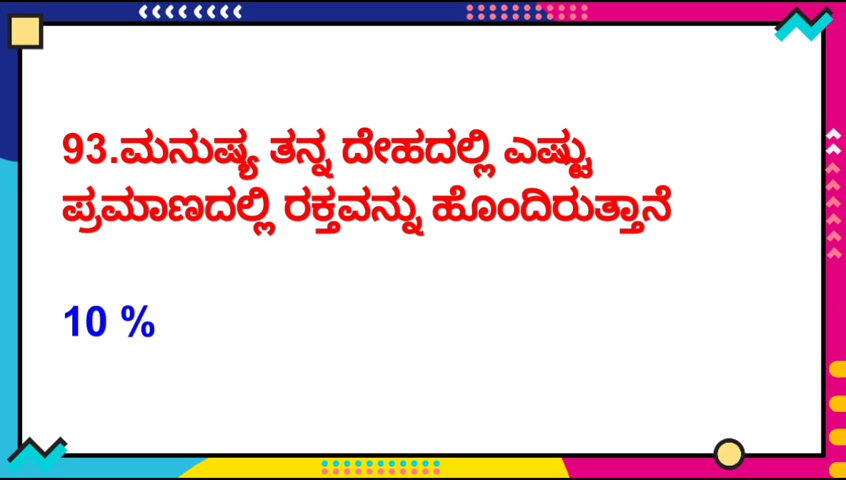 93.ಮನುಷ್ಯ ತನ್ನ ದೇಹದಲ್ಲಿ ಎಷ್ಟು
ಪ್ರಮಾಣದಲ್ಲಿ ರಕ್ತವನ್ನು ಹೊಂದಿರುತ್ತಾನೆ
10 %